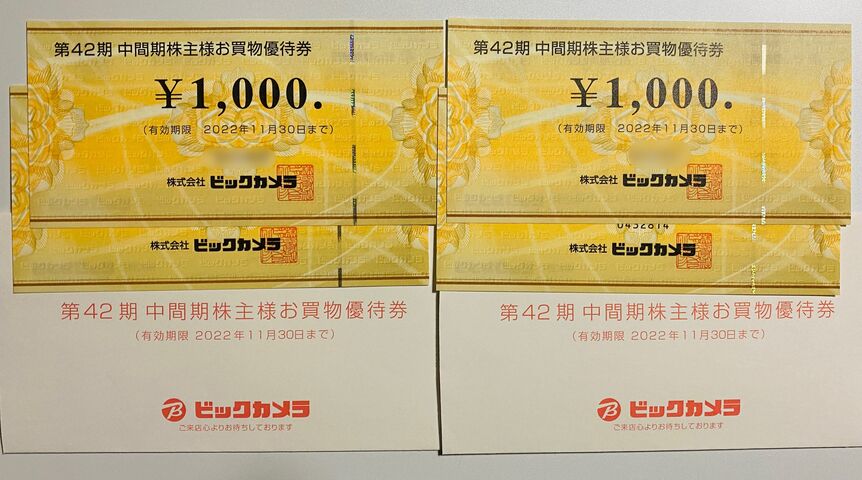 第42期 中間期株主様お買物優待券
¥1,000.
(有効期限 2022年11月30日まで)
株式会社 ビックカメラ
第42期 中間期株主様お買物優待券
¥1,000.
(有効期限 2022年11月30日まで)
株式会社 ビックカメラ
株式会社 ビックカメラ
0432814
株式会社 ビックカメラ
第42期 中間期株主様お買物優待券
(有効期限 2022年11月30日まで)
ビックカメラ
ご来店心よりお待ちしております
第42期 中間期株主様お買物優待券
(有効期限 2022年11月30日まで)
ビックカメラ
ご来店心よりお待ちしております